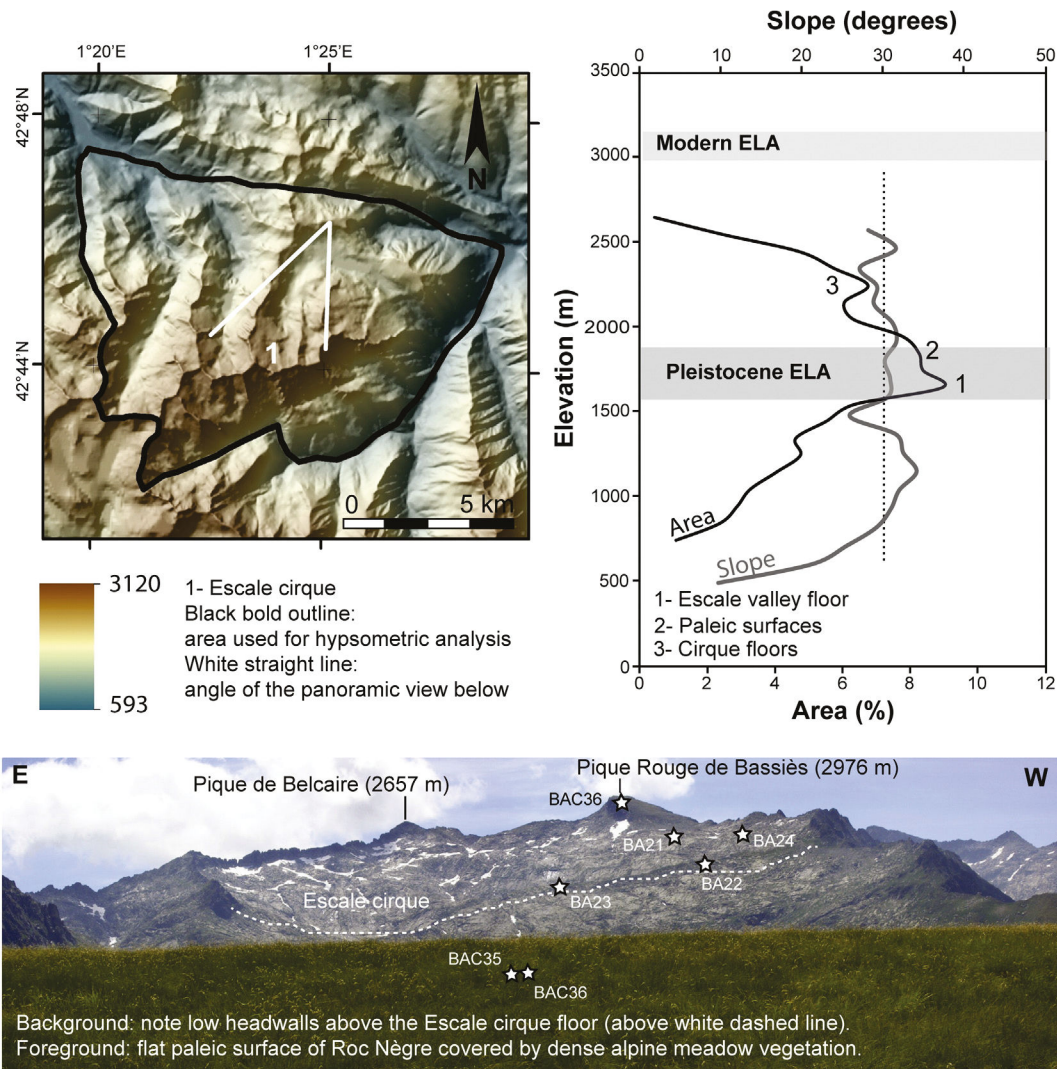 1°20'E
1°25'E
42°48'N
42°44'N
N
1
0
5 km
3120
593
1- Escale cirque
Black bold outline:
area used for hypsometric analysis
White straight line:
angle of the panoramic view below
Slope (degrees)
0
10
20
30
40
50
3500
3000
2500
2000
1500
1000
500
0
Elevation (m)
Modern ELA
3
2
Pleistocene ELA
1
Area
Slope
1- Escale valley floor
2- Paleic surfaces
3- Cirque floors
0
2
4
6
8
10
12
Area (%)
E
W
Pique de Belcaire (2657 m)
Pique Rouge de Bassiès (2976 m)
BAC36
BA21
BA24
BA22
BA23
Escale cirque
BAC35
BAC36
Background: note low headwalls above the Escale cirque floor (above white dashed line).
Foreground: flat paleic surface of Roc Nègre covered by dense alpine meadow vegetation.